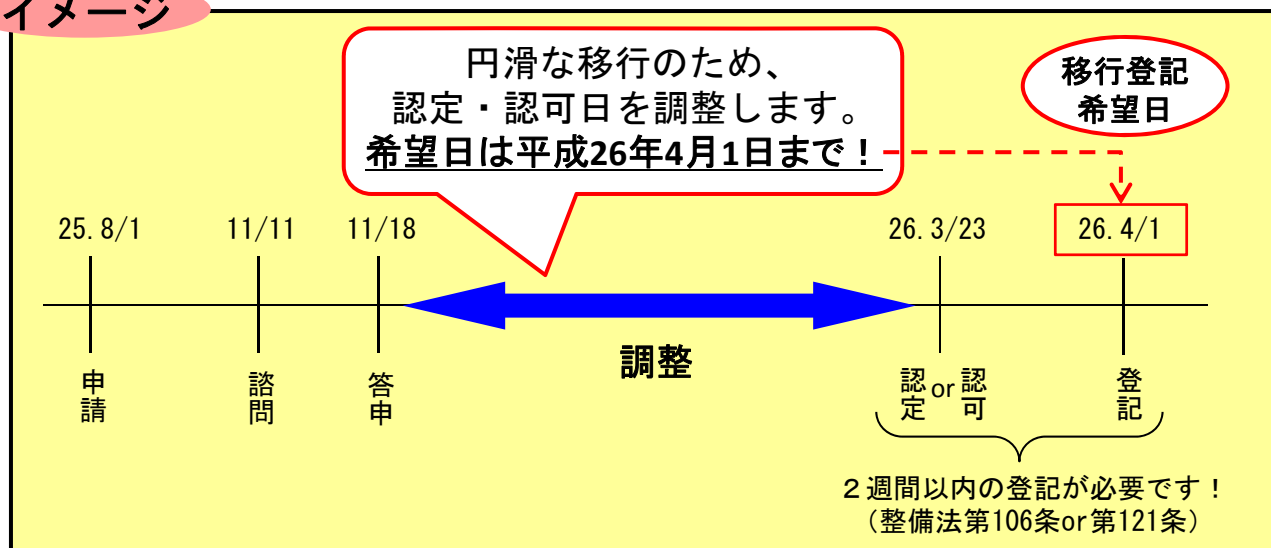 イメージ
円滑な移行のため、
認定・認可日を調整します。
希望日は平成26年4月1日まで！
移行登記
希望日
25.8/1
11/11
11/18
26.3/23
26.4/1
調整
申請
諮問
答申
認定or認可
登記
２週間以内の登記が必要です！
（整備法第106条or第121条）